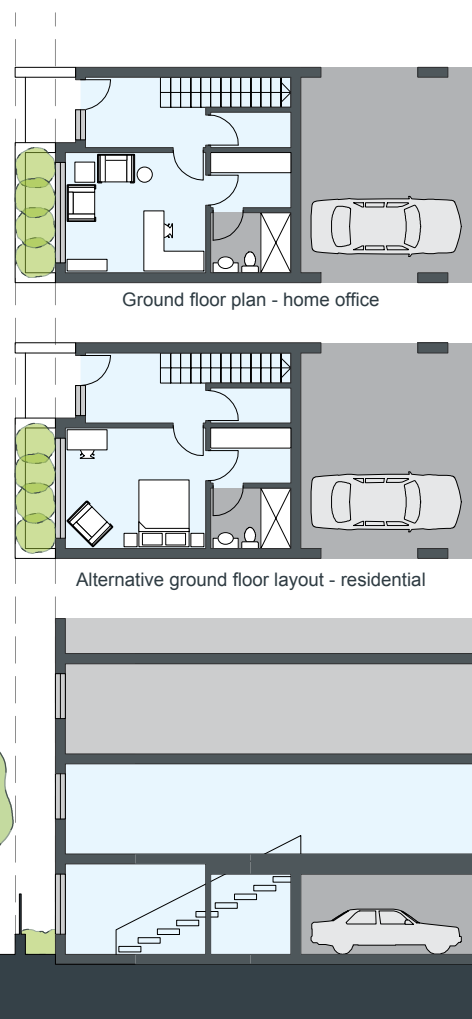 Ground floor plan - home office
Alternative ground floor layout - residential